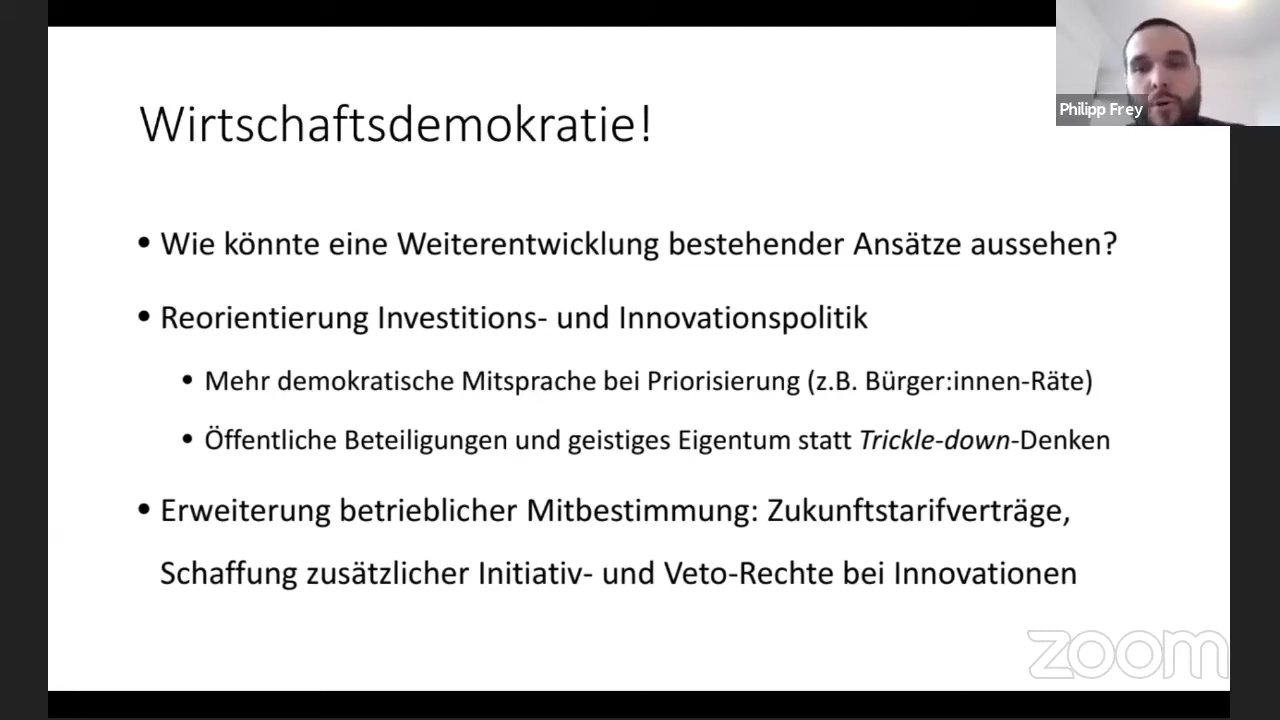 Philipp Frey
Wirtschaftsdemokratie!
• Wie könnte eine Weiterentwicklung bestehender Ansätze aussehen?
• Reorientierung Investitions- und Innovationspolitik
• Mehr demokratische Mitsprache bei Priorisierung (z.B. Bürger:innen-Räte)
• Öffentliche Beteiligungen und geistiges Eigentum statt Trickle-down-Denken
• Erweiterung betrieblicher Mitbestimmung: Zukunftstarifverträge,
Schaffung zusätzlicher Initiativ- und Veto-Rechte bei Innovationen
zoom